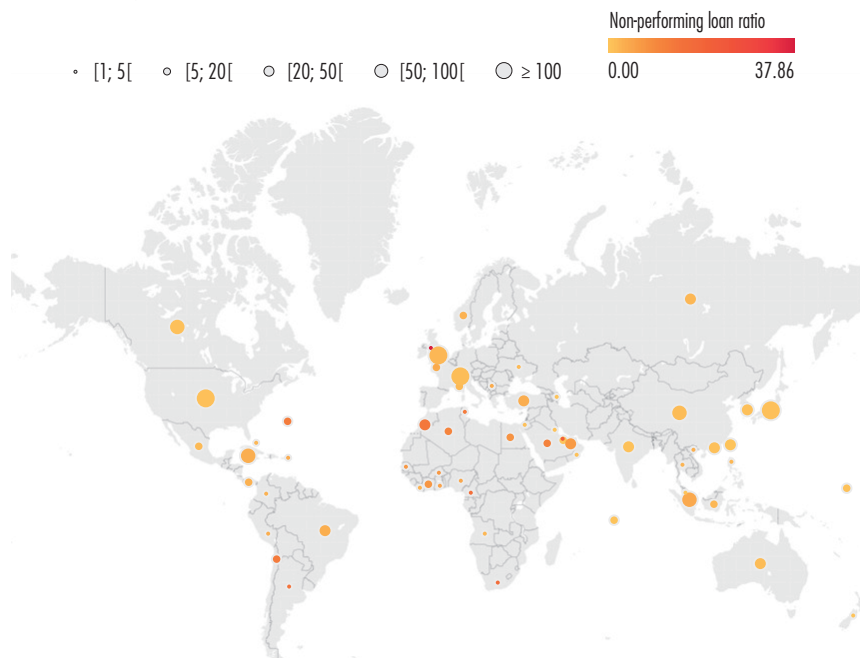 Non-performing loan ratio
[1; 5[ [5; 20[ [20; 50[ [50; 100[ ≥ 100
0.00 37.86